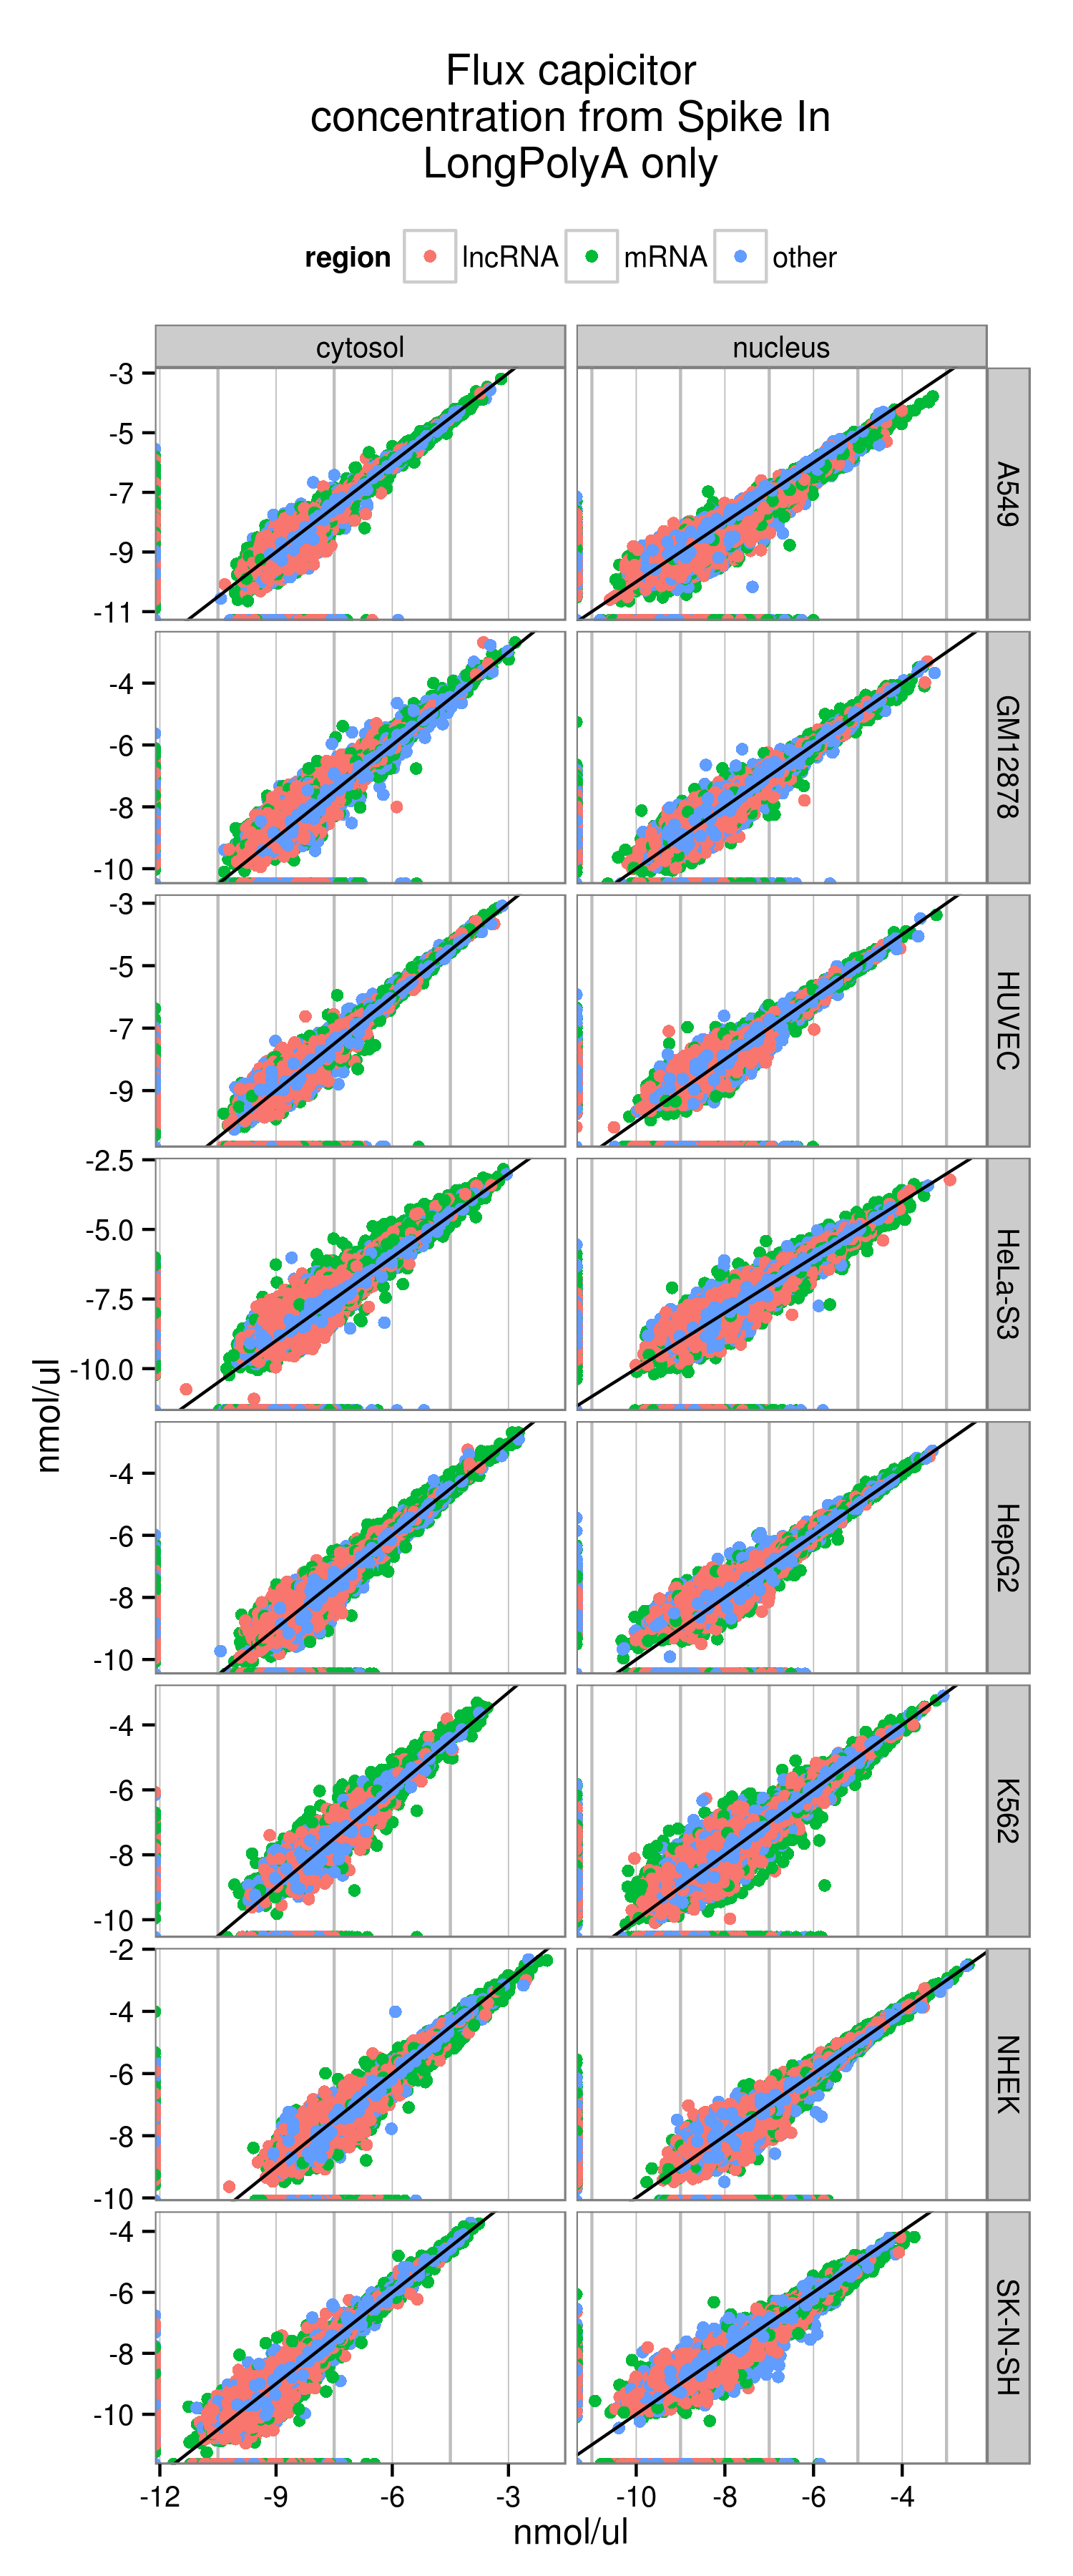 Flux capicitor
concentration from Spike In
LongPolyA only
region lncRNA mRNA other
cytosol nucleus
-3
-5
-7
-9
-11
A549
-4
-6
-8
-10
GM12878
-3
-5
-7
-9
HUVEC
-2.5
-5.0
-7.5
-10.0
HeLa-S3
nmol/ul
-4
-6
-8
-10
HepG2
-4
-6
-8
-10
K562
-2
-4
-6
-8
-10
NHEK
-4
-6
-8
-10
SK-N-SH
-12 -9 -6 -3 -10 -8 -6 -4
nmol/ul